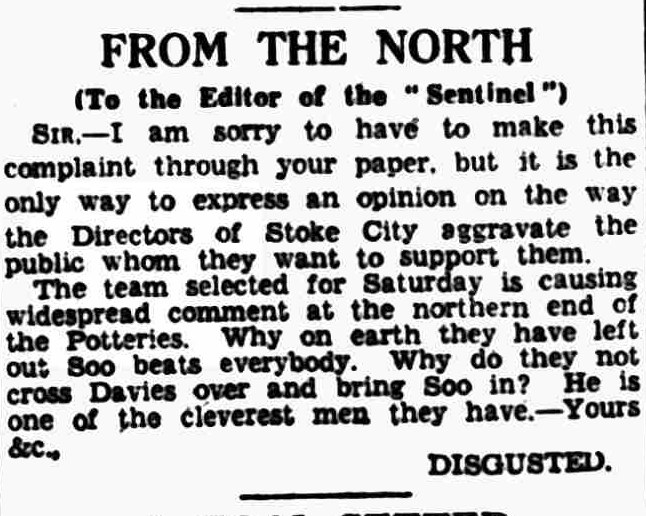 FROM THE NORTH
(To the Editor of the "Sentinel")
SIR.—I am sorry to have to make this
complaint through your paper, but it is the
only way to express an opinion on the way
the Directors of Stoke City aggravate the
public whom they want to support them.
The team selected for Saturday is causing
widespread comment at the northern end of
the Potteries. Why on earth they have left
out Soo beats everybody. Why do they not
cross Davies over and bring Soo in? He is
one of the cleverest men they have.—Yours
&c.,
DISGUSTED.